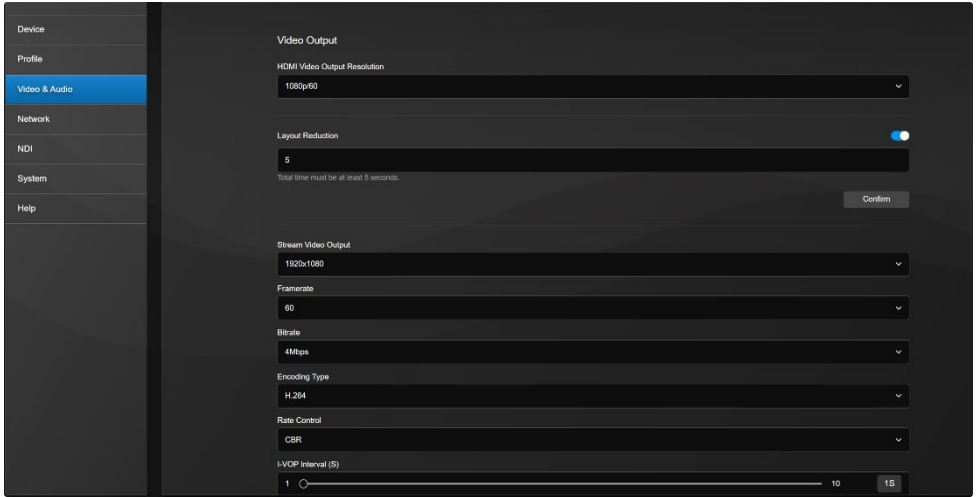 Device
Profile
Video & Audio
Network
NDI
System
Help
Video Output
HDMI Video Output Resolution
1080p/60
Layout Reduction
5
Total time must be at least 5 seconds.
Confirm
Stream Video Output
1920x1080
Framerate
60
Bitrate
4Mbps
Encoding Type
H.264
Rate Control
CBR
I-VOP Interval (S)
1 10 1S